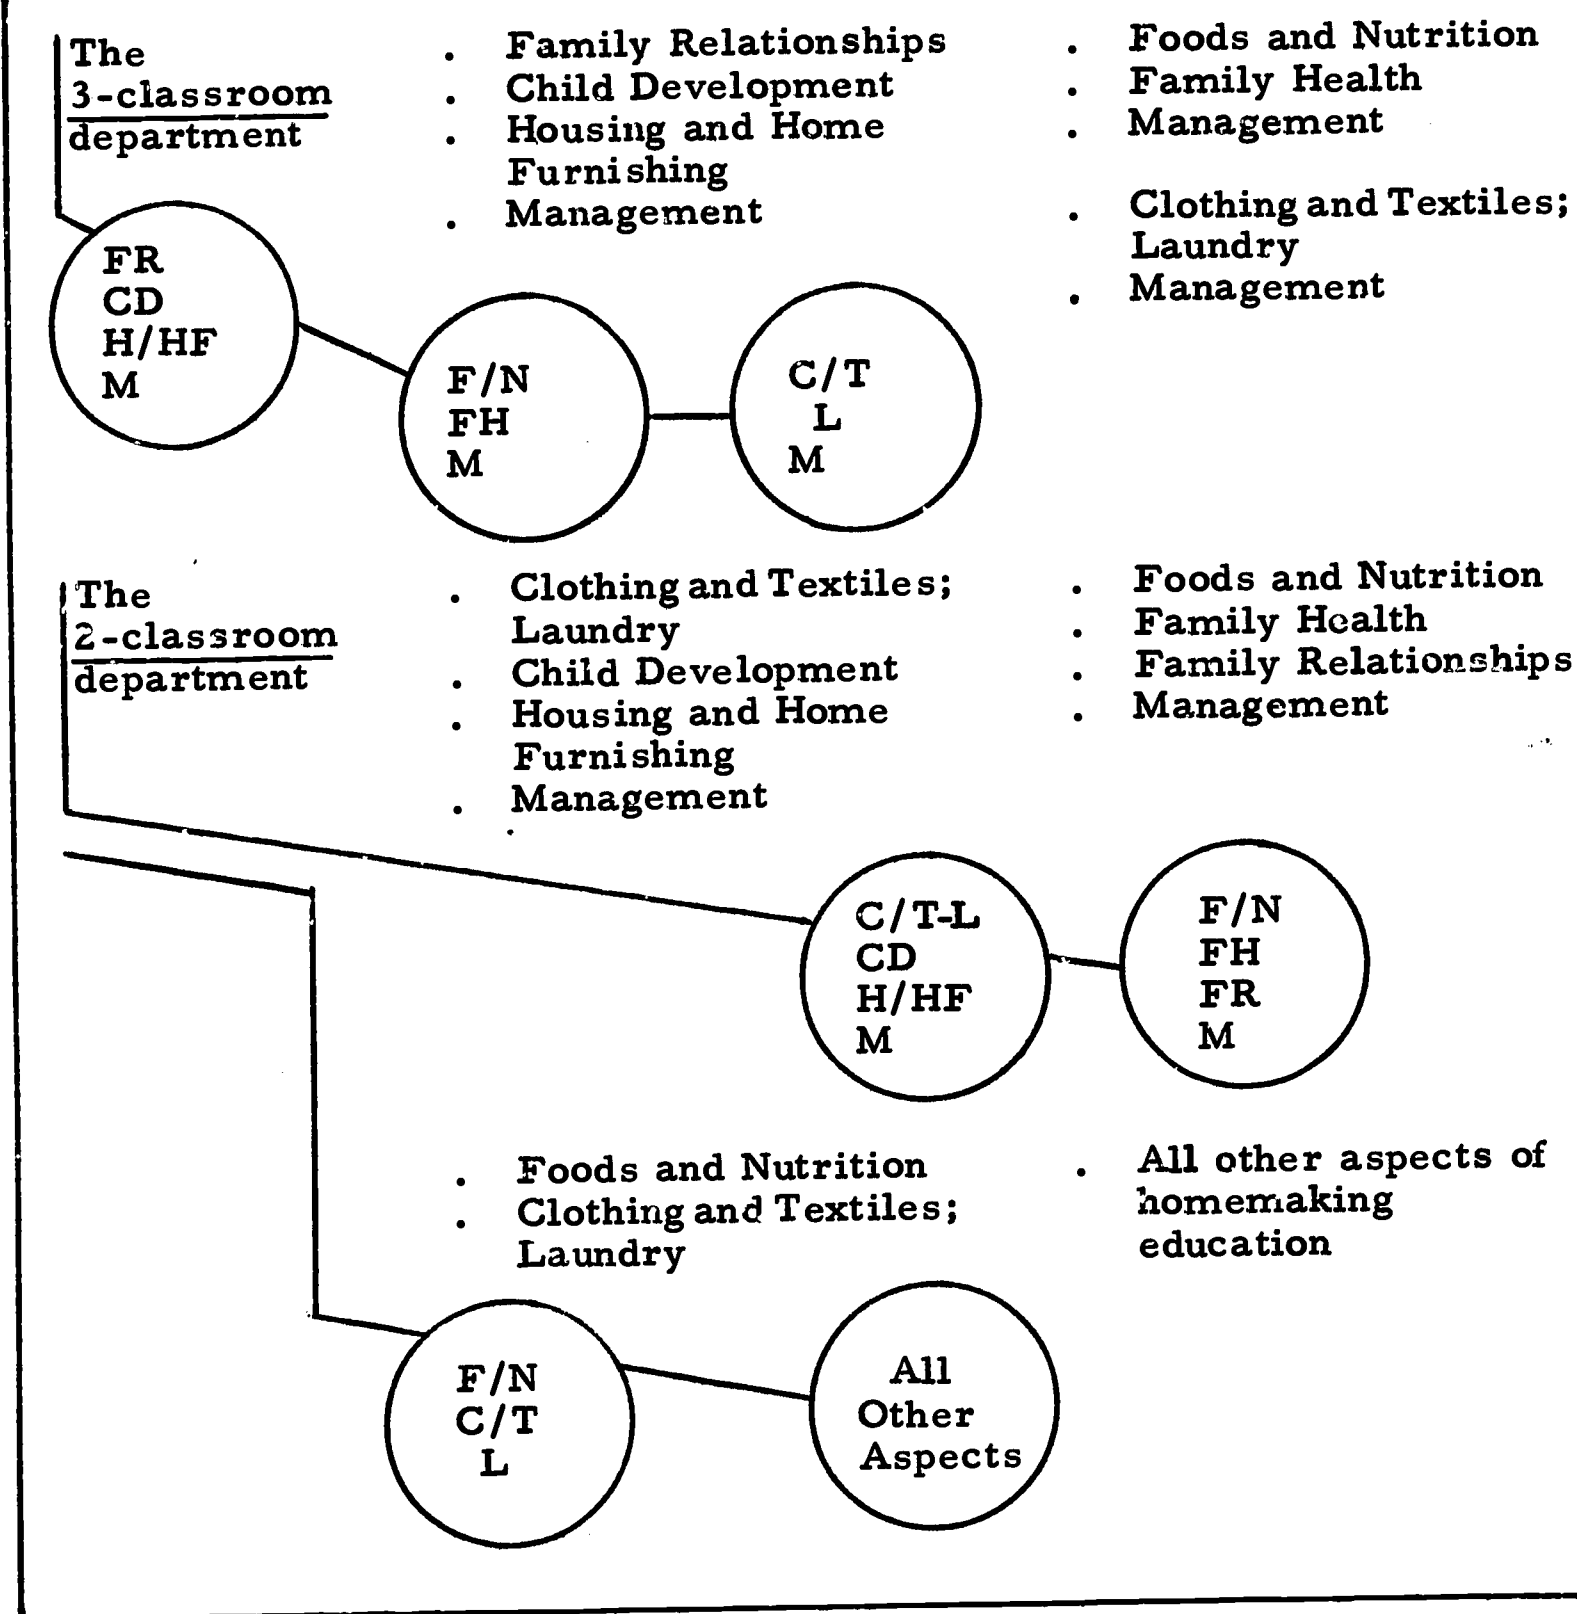 The
3-classroom
department
. Family Relationships
. Child Development
. Housing and Home
Furnishing
. Management
. Foods and Nutrition
. Family Health
. Management
. Clothing and Textiles;
Laundry
. Management
FR
CD
H/HF
M
F/N
FH
M
C/T
L
M
The
2-classroom
department
. Clothing and Textiles;
Laundry
. Child Development
. Housing and Home
Furnishing
. Management
. Foods and Nutrition
. Family Health
. Family Relationships
. Management
C/T-L
CD
H/HF
M
F/N
FH
FR
M
. Foods and Nutrition
. Clothing and Textiles;
Laundry
. All other aspects of
homemaking
education
F/N
C/T
L
All
Other
Aspects